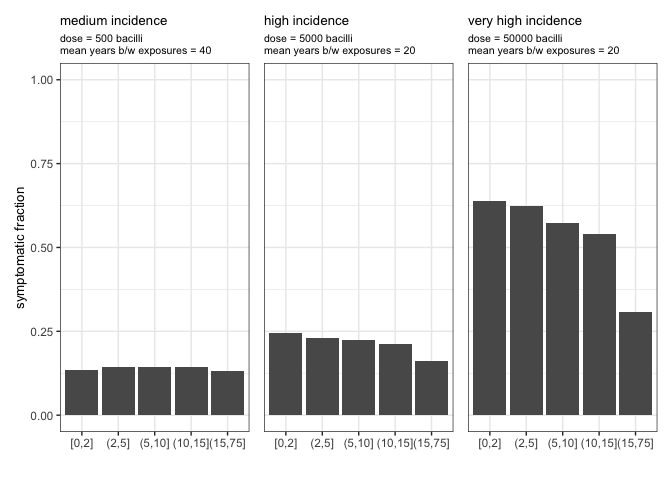 medium incidence
dose = 500 bacilli
mean years b/w exposures = 40
high incidence
dose = 5000 bacilli
mean years b/w exposures = 20
very high incidence
dose = 50000 bacilli
mean years b/w exposures = 20
symptomatic fraction
1.00
0.75
0.50
0.25
0.00
[0,2] (2,5] (5,10] (10,15] (15,75]
[0,2] (2,5] (5,10] (10,15] (15,75]
[0,2] (2,5] (5,10] (10,15] (15,75]